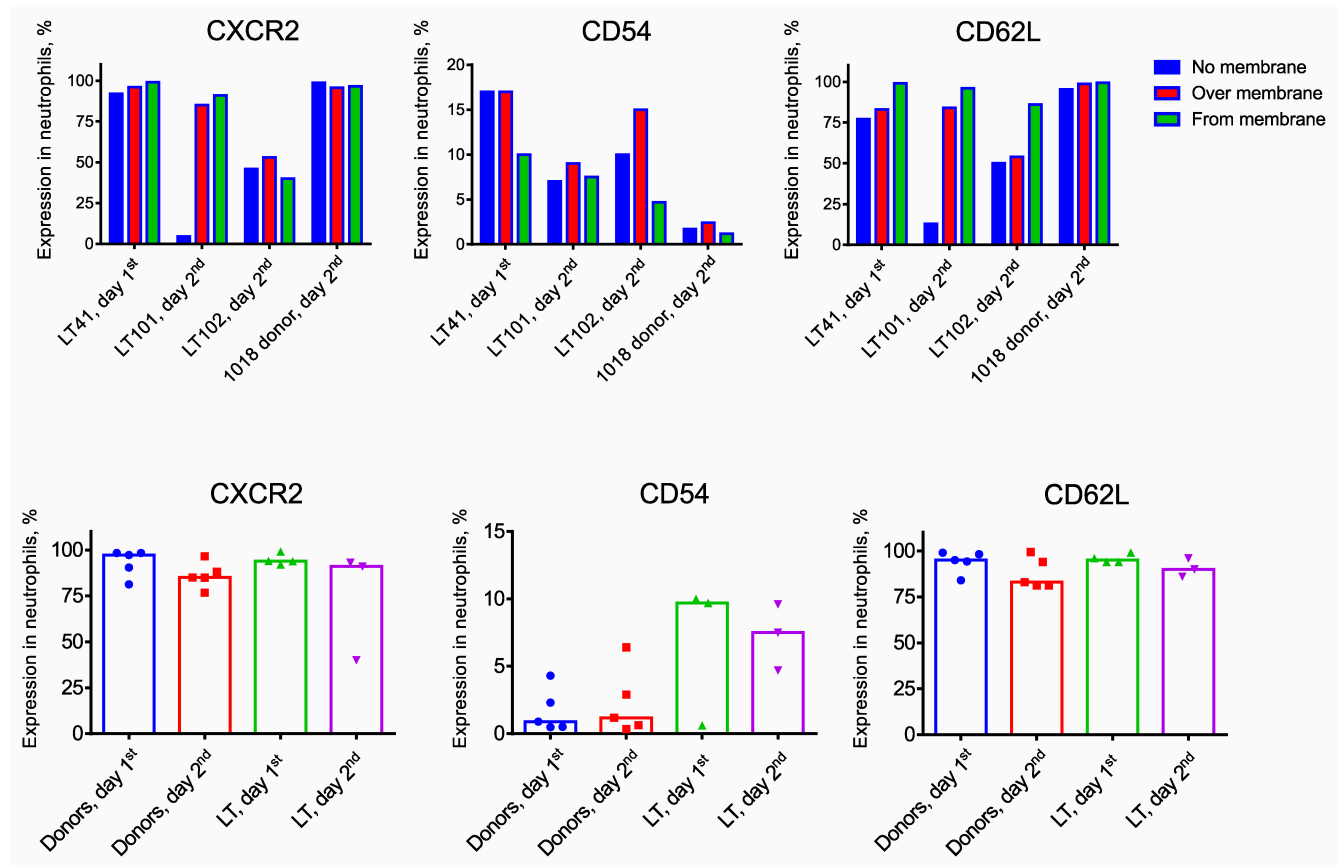 CXCR2
Expression in neutrophils, %
100
75
50
25
0
LT41, day 1st
LT101, day 2nd
LT102, day 2nd
1018 donor, day 2nd
CD54
Expression in neutrophils, %
20
15
10
5
0
LT41, day 1st
LT101, day 2nd
LT102, day 2nd
1018 donor, day 2nd
CD62L
Expression in neutrophils, %
100
75
50
25
0
LT41, day 1st
LT101, day 2nd
LT102, day 2nd
1018 donor, day 2nd
No membrane
Over membrane
From membrane
CXCR2
Expression in neutrophils, %
100
75
50
25
0
Donors, day 1st
Donors, day 2nd
LT, day 1st
LT, day 2nd
CD54
Expression in neutrophils, %
15
10
5
0
Donors, day 1st
Donors, day 2nd
LT, day 1st
LT, day 2nd
CD62L
Expression in neutrophils, %
100
75
50
25
0
Donors, day 1st
Donors, day 2nd
LT, day 1st
LT, day 2nd